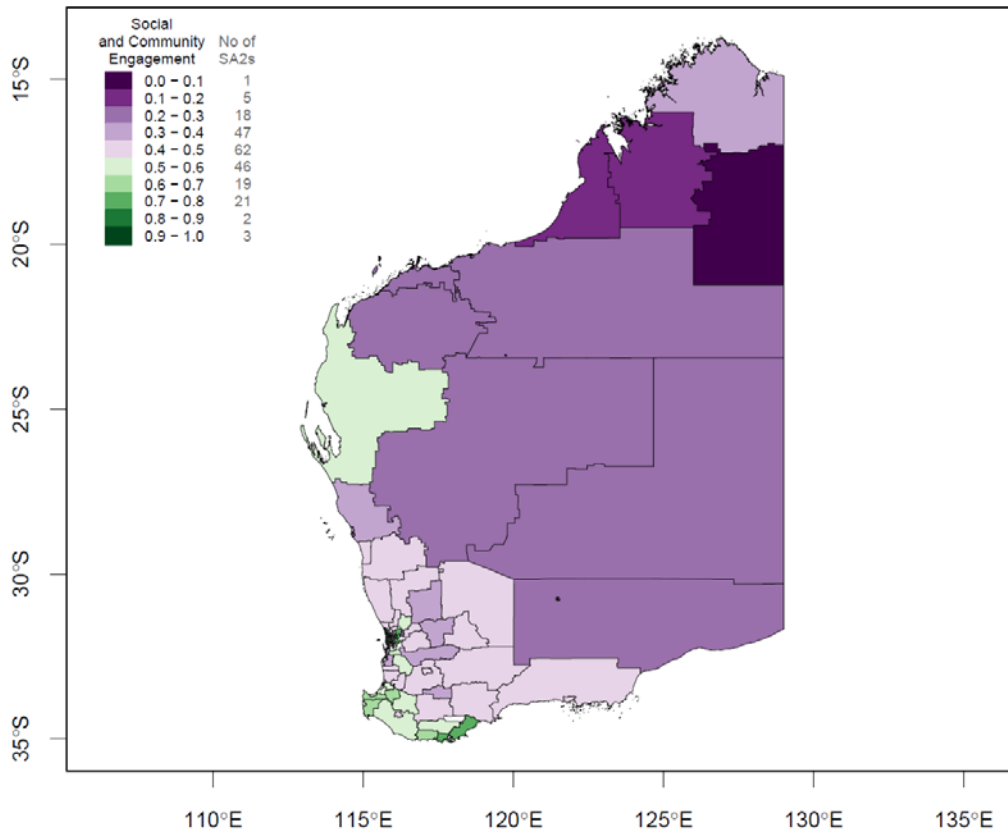 Social
and Community No of
Engagement SA2s
0.0 – 0.1 1
0.1 – 0.2 5
0.2 – 0.3 18
0.3 – 0.4 47
0.4 – 0.5 62
0.5 – 0.6 46
0.6 – 0.7 19
0.7 – 0.8 21
0.8 – 0.9 2
0.9 – 1.0 3
15°S
20°S
25°S
30°S
35°S
110°E 115°E 120°E 125°E 130°E 135°E